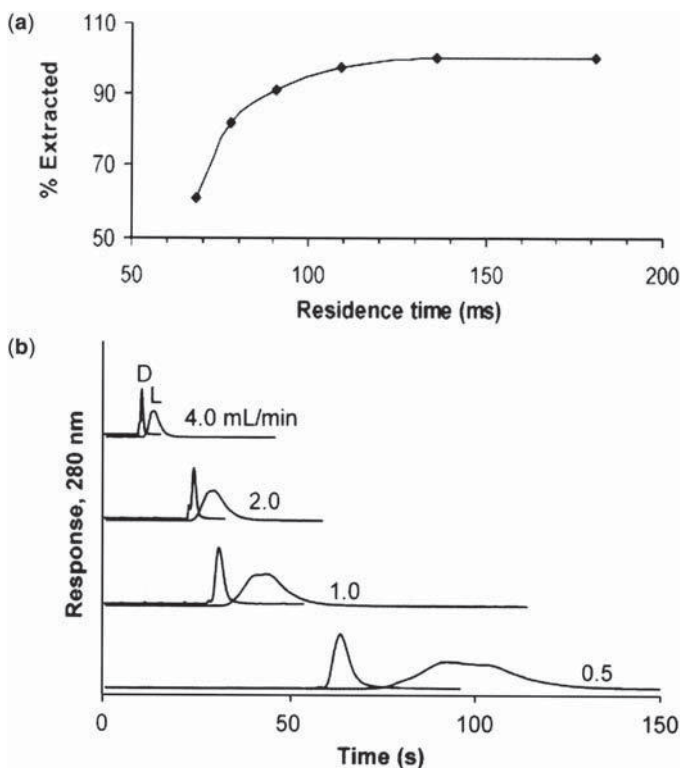 (a)
110
90
70
50
% Extracted
50 100 150 200
Residence time (ms)
(b)
D
L
4.0 mL/min
2.0
1.0
0.5
Response, 280 nm
0 50 100 150
Time (s)